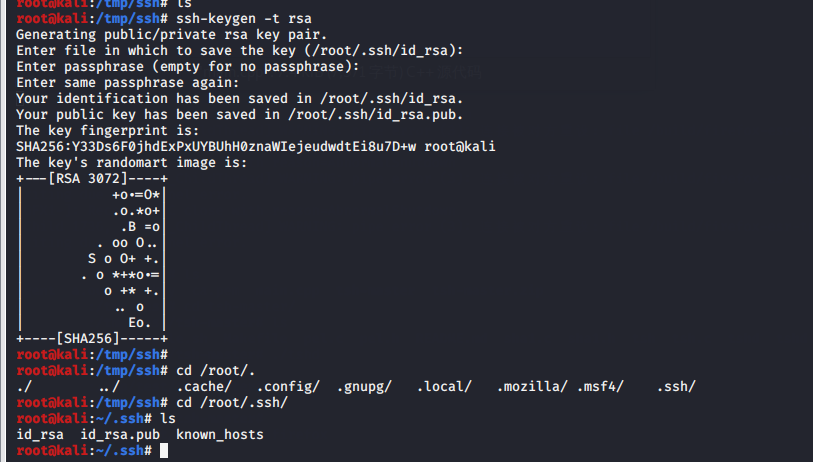 root@kali:/tmp/ssh# ls
root@kali:/tmp/ssh# ssh-keygen -t rsa
Generating public/private rsa key pair.
Enter file in which to save the key (/root/.ssh/id_rsa):
Enter passphrase (empty for no passphrase):
Enter same passphrase again:
Your identification has been saved in /root/.ssh/id_rsa.
Your public key has been saved in /root/.ssh/id_rsa.pub.
The key fingerprint is:
SHA256:Y33Ds6F0jhdExPxUYBUhH0znaWIejeudwdtEi8u7D+w root@kali
The key's randomart image is:
+---[RSA 3072]----+
|           +o.=O*|
|           .o.*o+|
|            .B =o|
|         . oo O..|
|        S o O+ +.|
|       . o *+*o.=|
|          o +* +.|
|           .. o  |
|             Eo. |
+----[SHA256]-----+
root@kali:/tmp/ssh#
root@kali:/tmp/ssh# cd /root/.
./ ../ .cache/ .config/ .gnupg/ .local/ .mozilla/ .msf4/ .ssh/
root@kali:/tmp/ssh# cd /root/.ssh/
root@kali:~/.ssh# ls
id_rsa id_rsa.pub known_hosts
root@kali:~/.ssh#